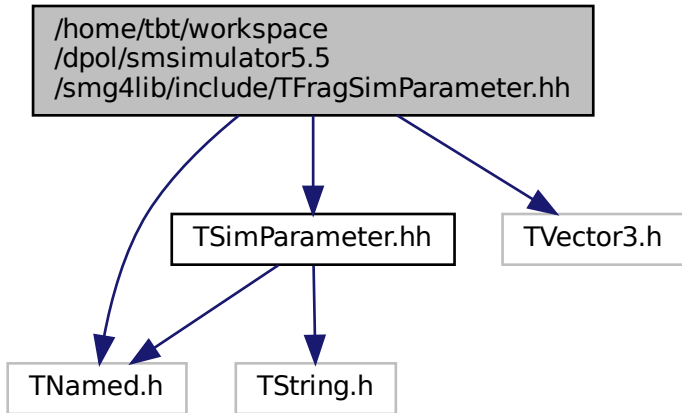 /home/tbt/workspace
/dpol/smsimulator5.5
/smg4lib/include/TFragSimParameter.hh
TSimParameter.hh
TVector3.h
TNamed.h
TString.h